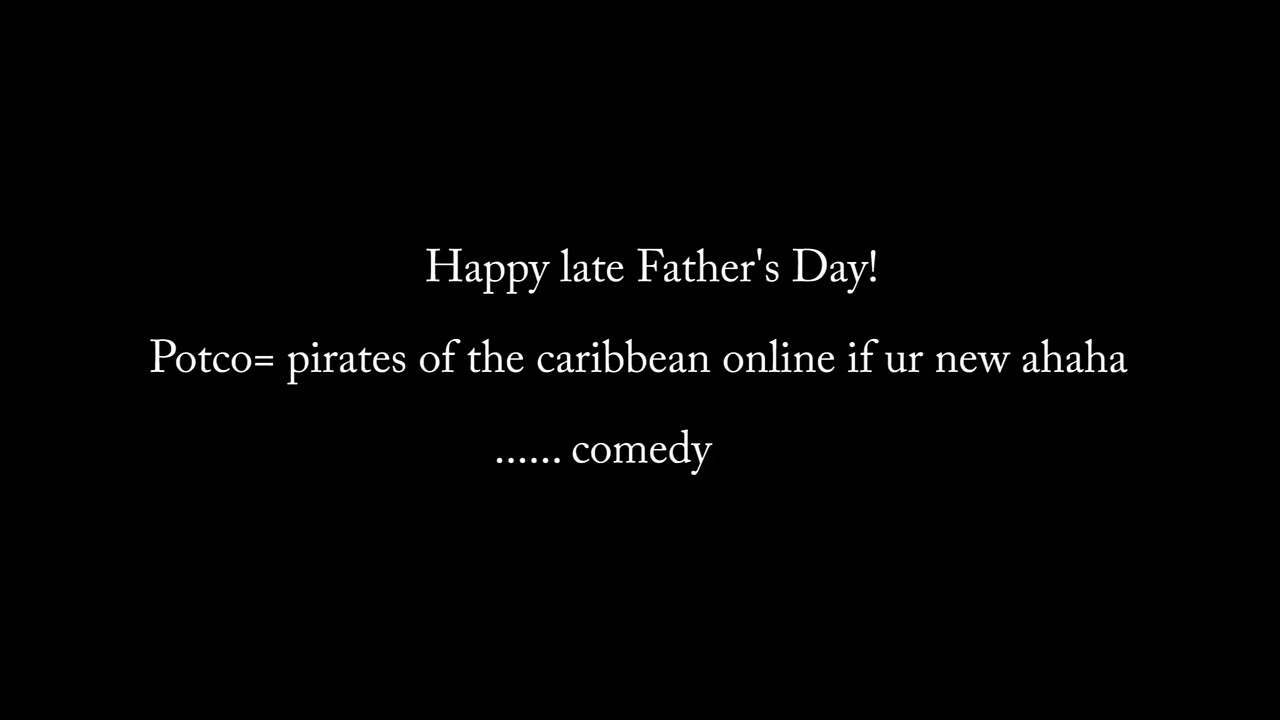 Happy late Father's Day!
Potco= pirates of the caribbean online if ur new ahaha
...... comedy